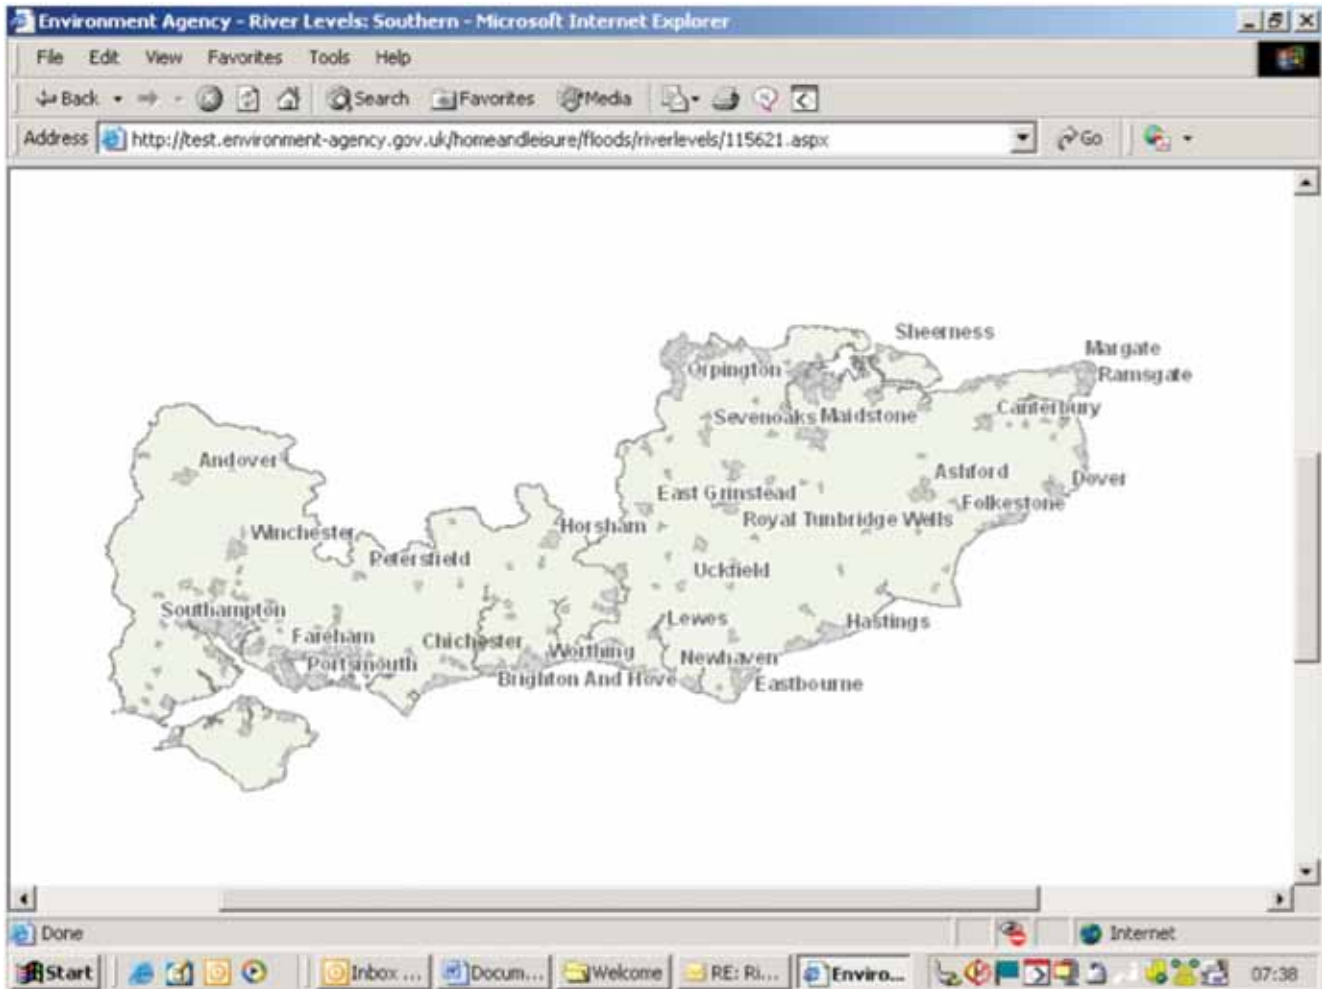 Environment Agency - River Levels: Southern - Microsoft Internet Explorer
File Edit View Favorites Tools Help
Back Search Favorites Media
Address http://test.environment-agency.gov.uk/homeandleisure/floods/riverlevels/115621.aspx Go
Sheerness
Margate
Orpington
Ramsgate
Sevenoaks Maidstone
Canterbury
Andover
Ashford
Dover
East Grinstead
Folkestone
Winchester
Horsham
Royal Tunbridge Wells
Petersfield
Uckfield
Southampton
Lewes
Hastings
Fareham
Chichester
Worthing
Newhaven
Portsmouth
Brighton And Hove
Eastbourne
Done Internet
Start Inbox ... Docum... Welcome RE: Ri... Enviro... 07:38